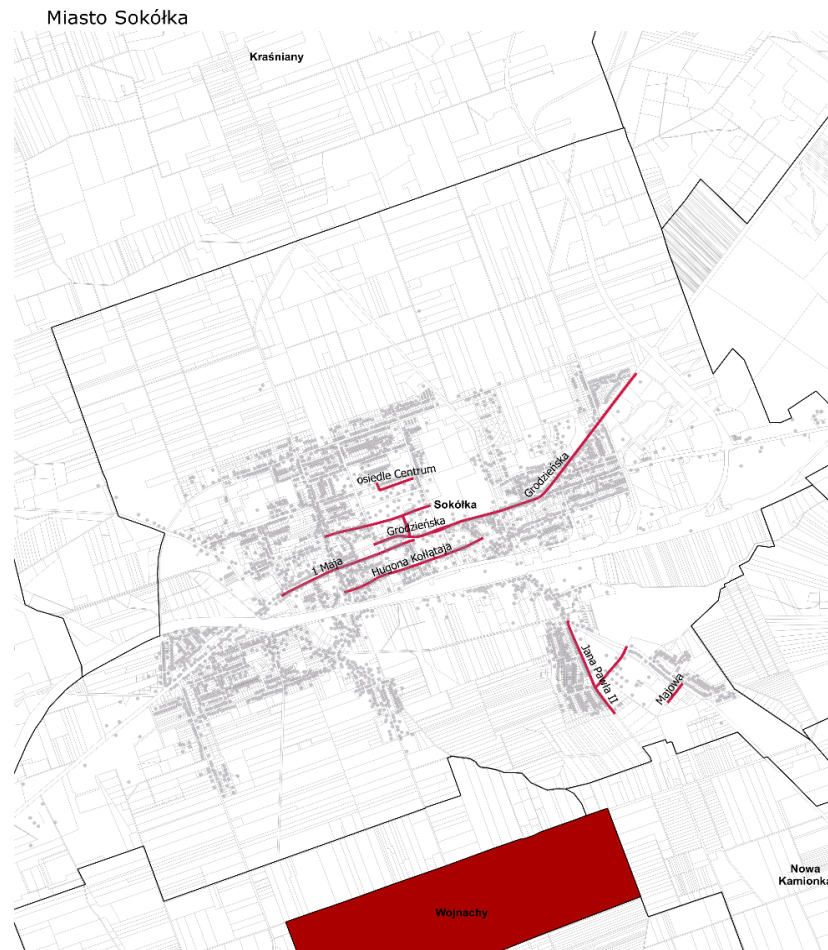 Miasto Sokółka
Kraśniany
osiedle Centrum
Sokółka
Grodzieńska
Grodzieńska
1 Maja
Hugona Kołłątaja
Jana Pawła II
Majowa
Nowa
Kamionka
Wojnachy